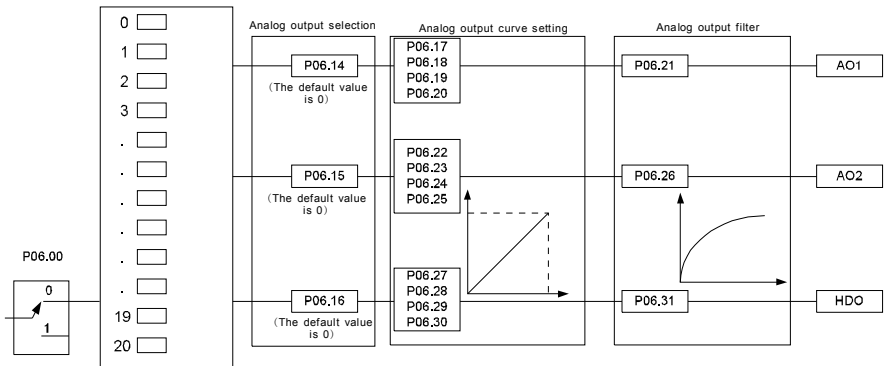 Analog output selection
Analog output curve setting
Analog output filter
0
1
2
3
.
.
.
.
.
.
19
20
P06.00
0
1
P06.14
(The default value
is 0)
P06.17
P06.18
P06.19
P06.20
P06.21
AO1
P06.15
(The default value
is 0)
P06.22
P06.23
P06.24
P06.25
P06.26
AO2
P06.16
(The default value
is 0)
P06.27
P06.28
P06.29
P06.30
P06.31
HDO